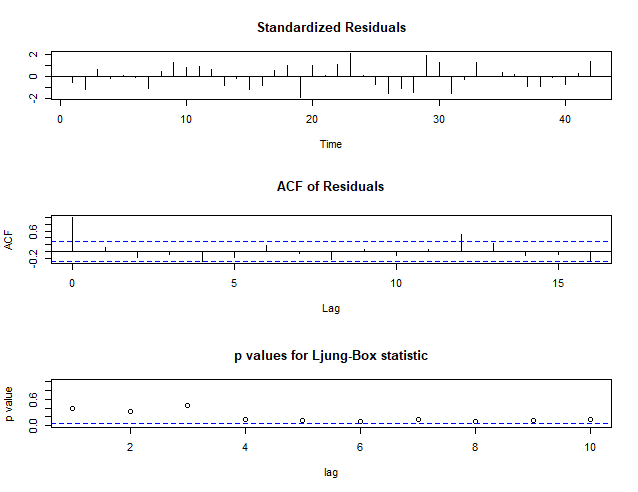 Standardized Residuals
2
0
-2
0 10 20 30 40
Time
ACF of Residuals
ACF
0.6
-0.2
0 5 10 15
Lag
p values for Ljung-Box statistic
p value
0.6
0.0
2 4 6 8 10
lag